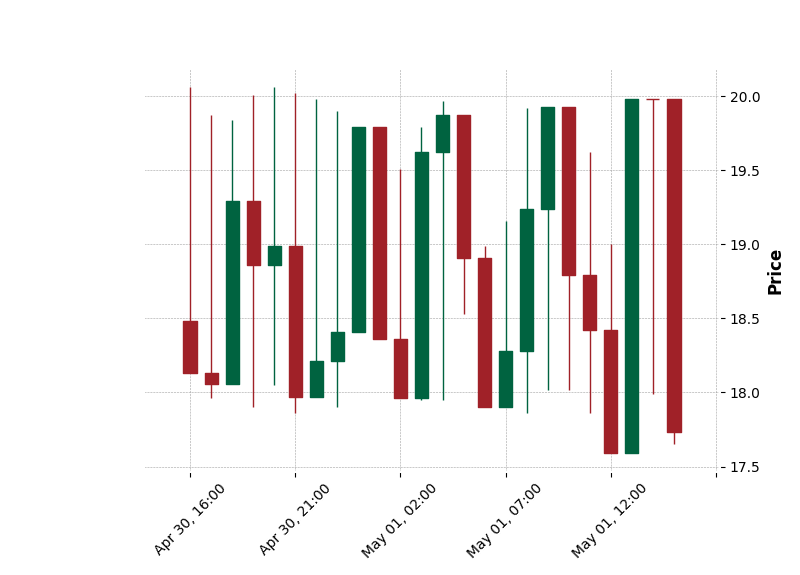 20.0
19.5
19.0
18.5
18.0
17.5
Price
Apr 30, 16:00
Apr 30, 21:00
May 01, 02:00
May 01, 07:00
May 01, 12:00